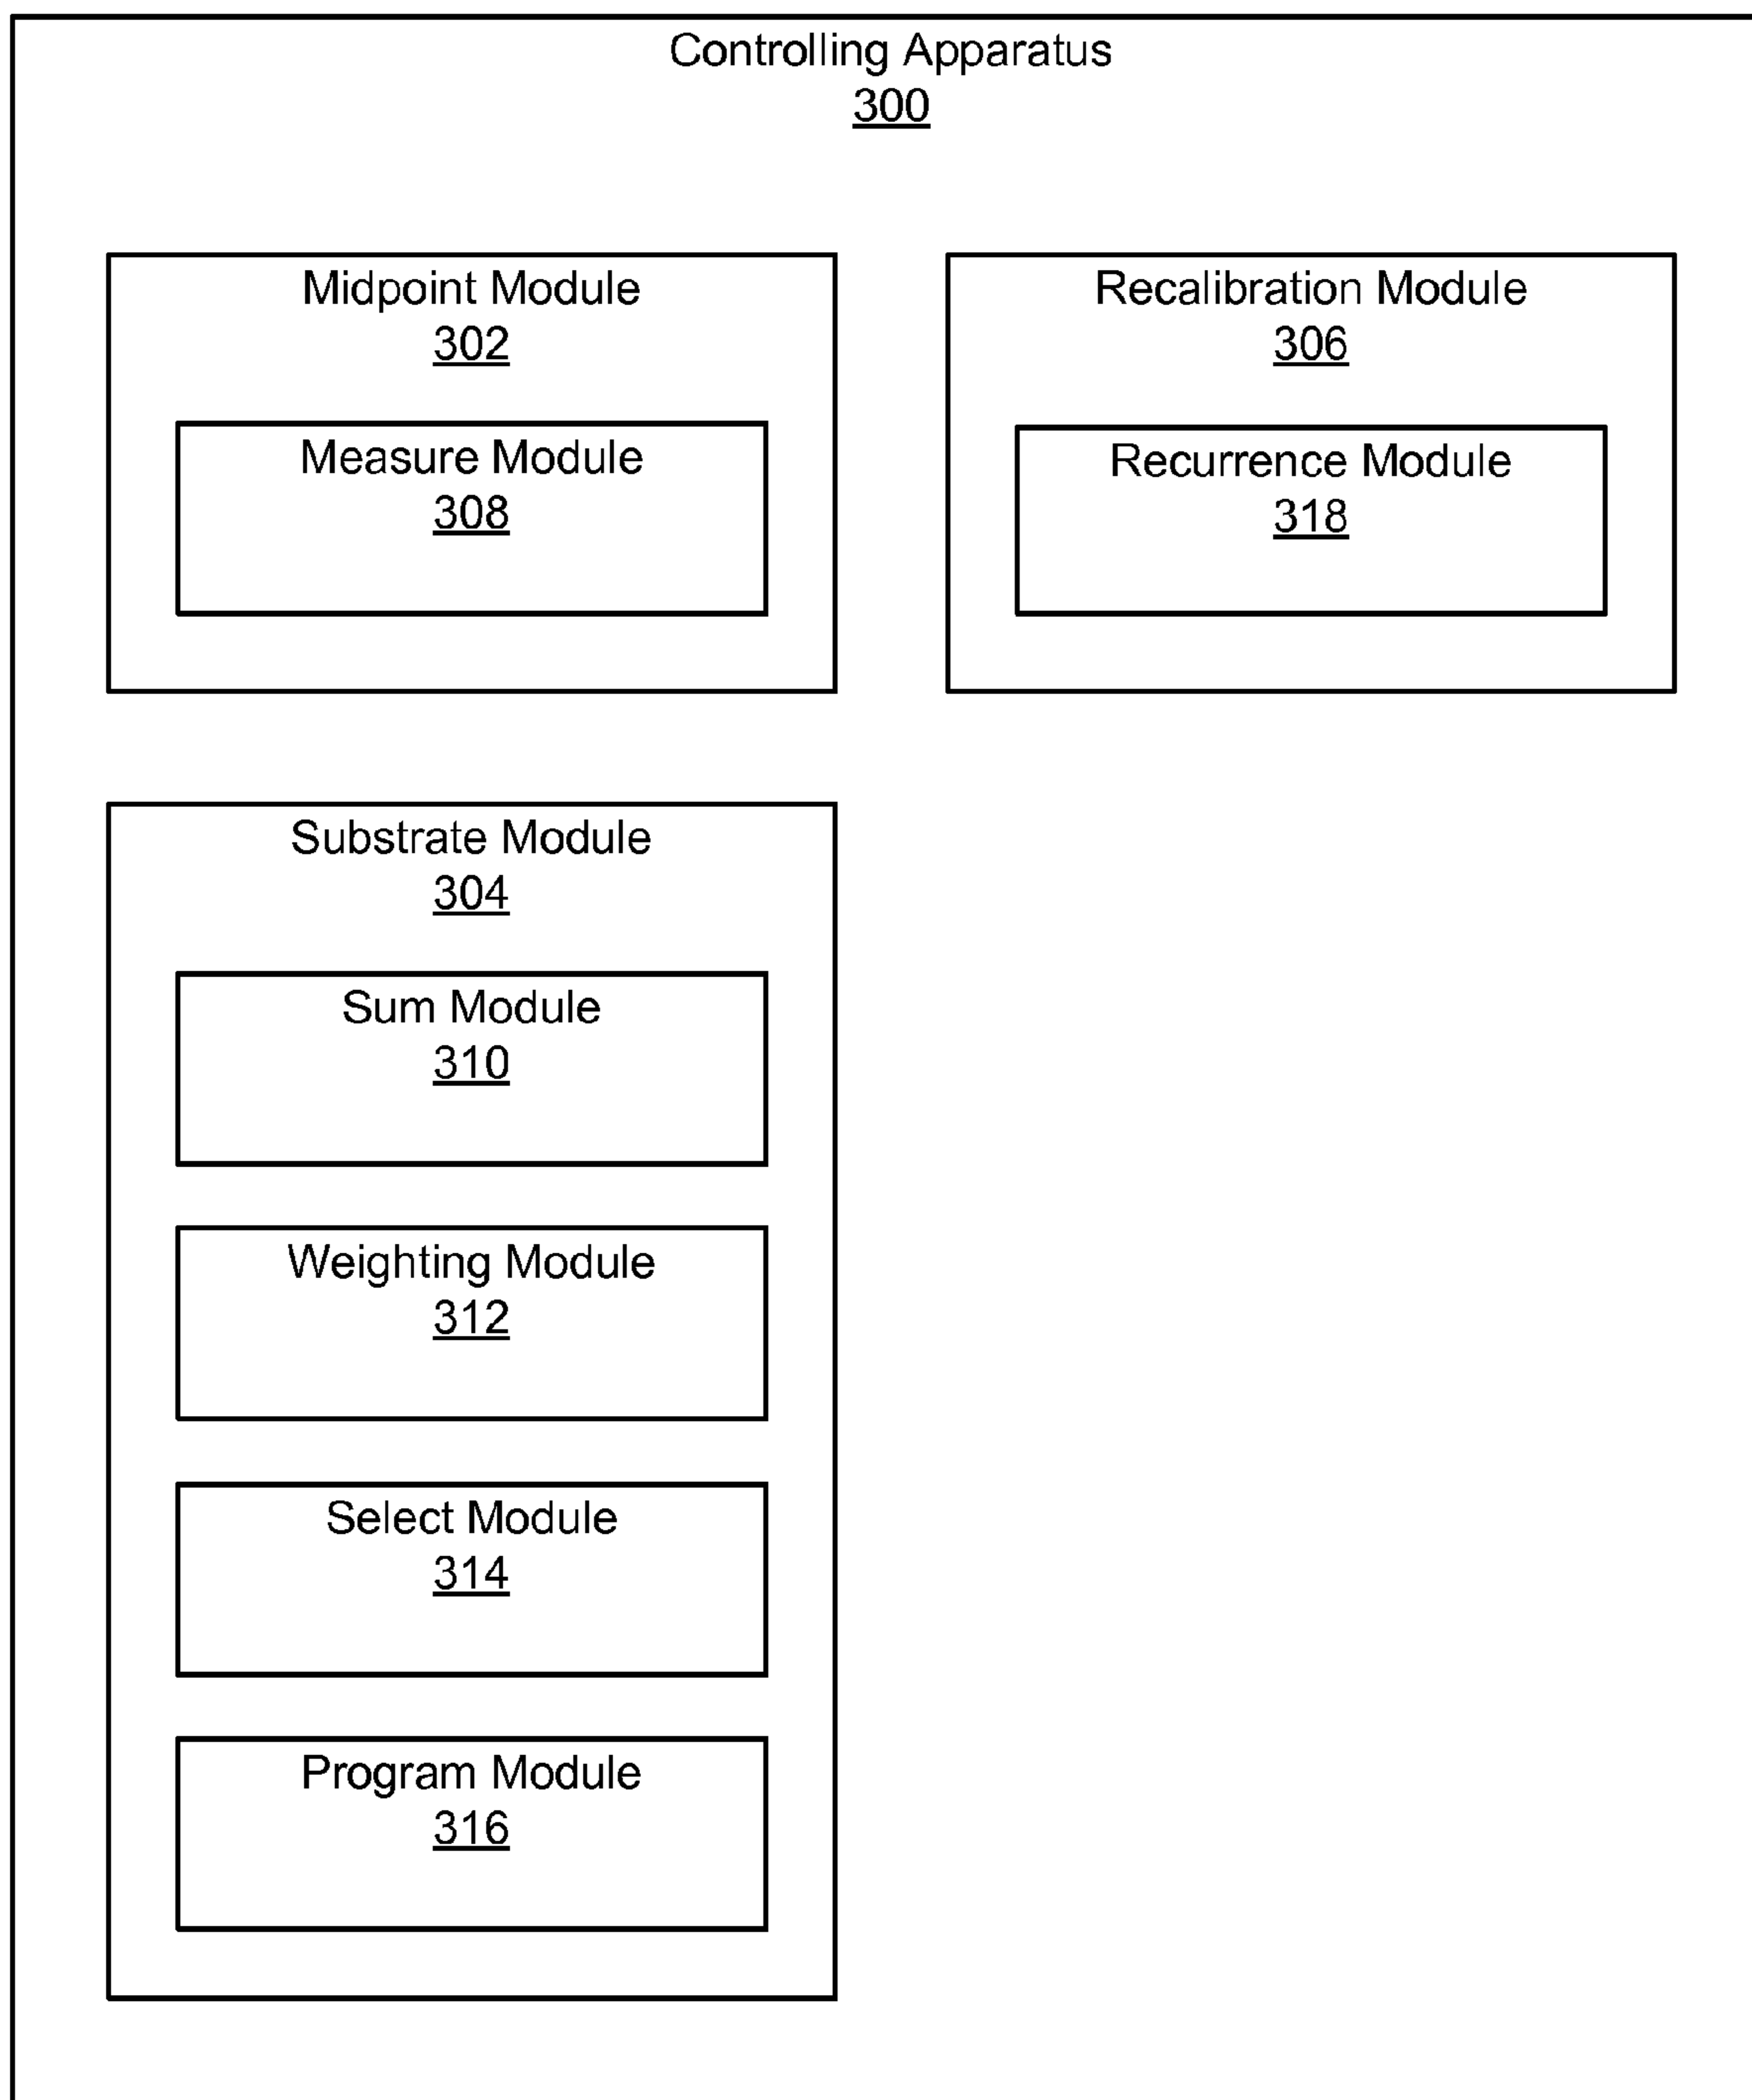 Controlling Apparatus
300
Midpoint Module
302
Measure Module
308
Recalibration Module
306
Recurrence Module
318
Substrate Module
304
Sum Module
310
Weighting Module
312
Select Module
314
Program Module
316